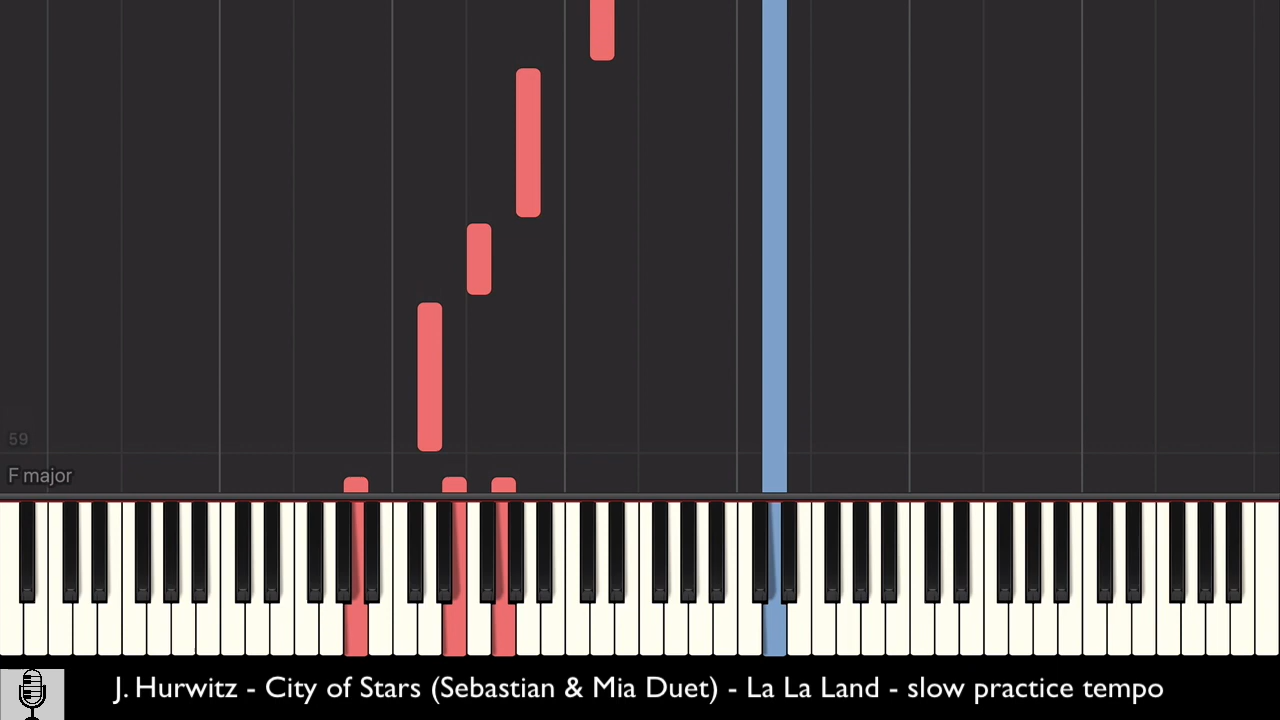 59
F major
J. Hurwitz - City of Stars (Sebastian & Mia Duet) - La La Land - slow practice tempo